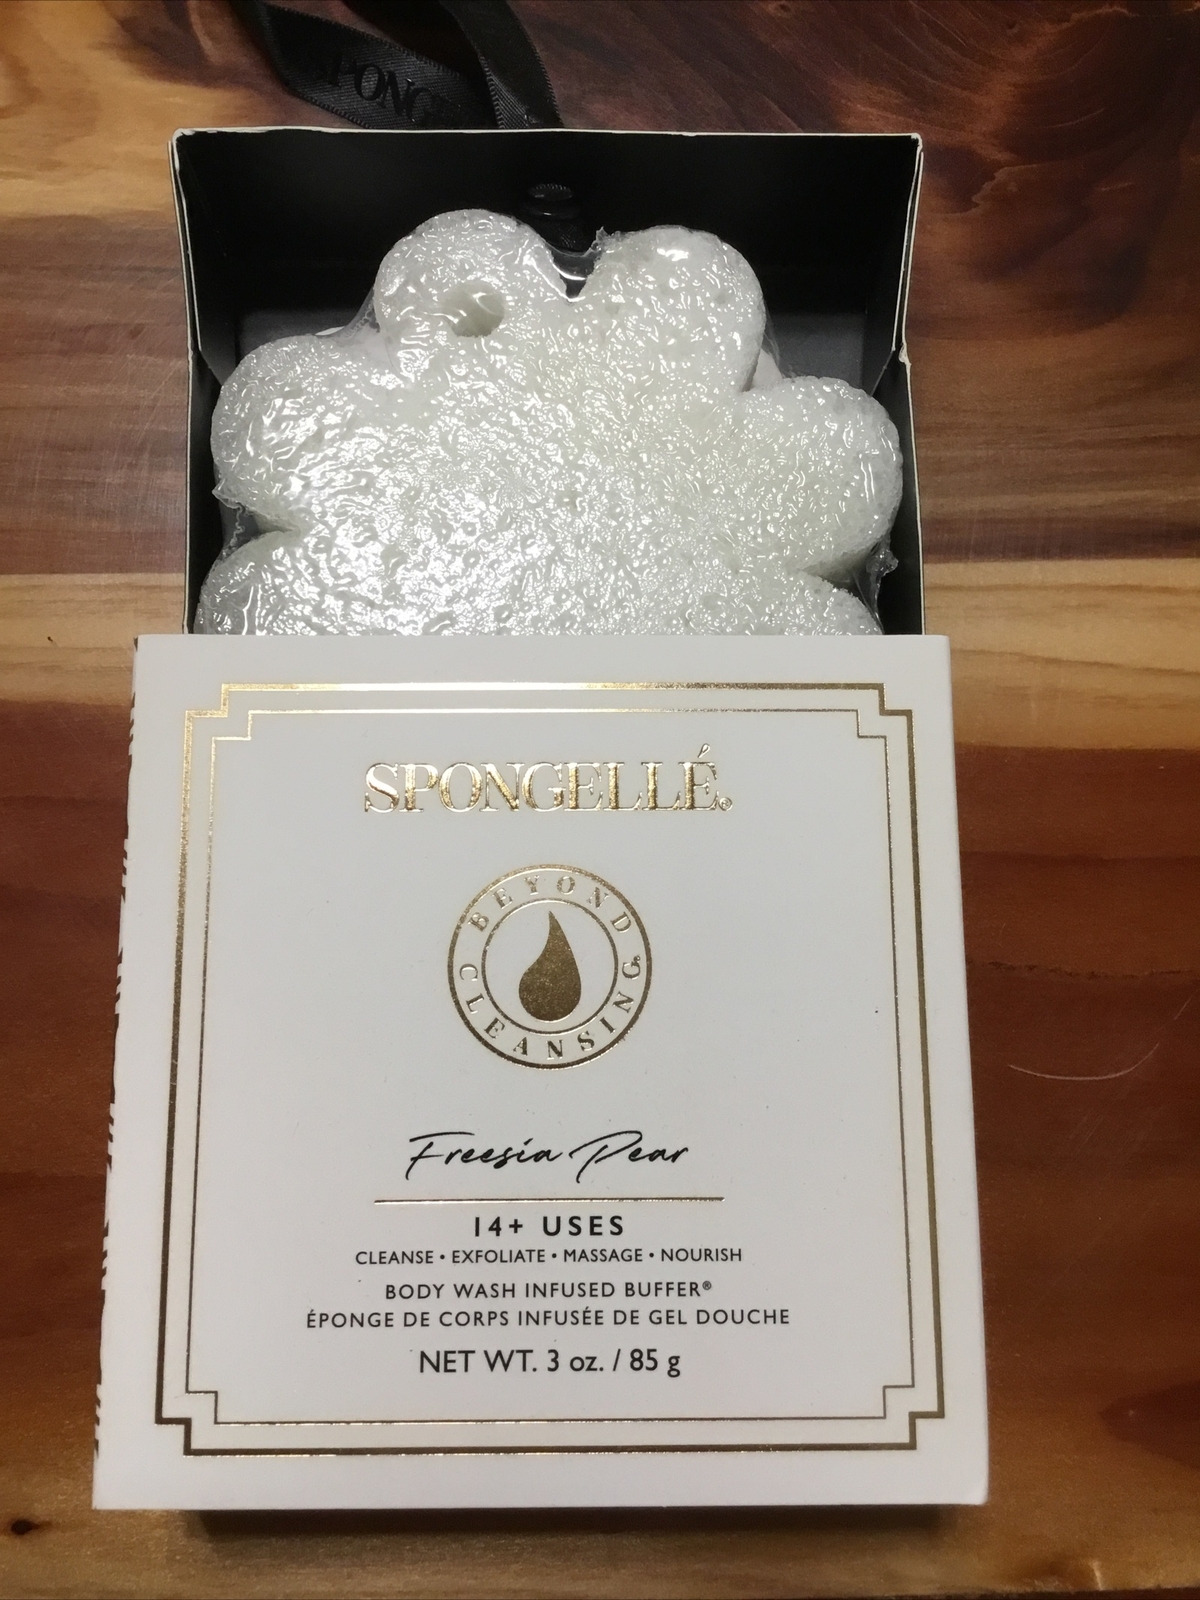 SPONGELLÉ®
BEYOND CLEANSING®
Freesia Pear
14+ USES
CLEANSE • EXFOLIATE • MASSAGE • NOURISH
BODY WASH INFUSED BUFFER®
ÉPONGE DE CORPS INFUSÉE DE GEL DOUCHE
NET WT. 3 oz. / 85 g